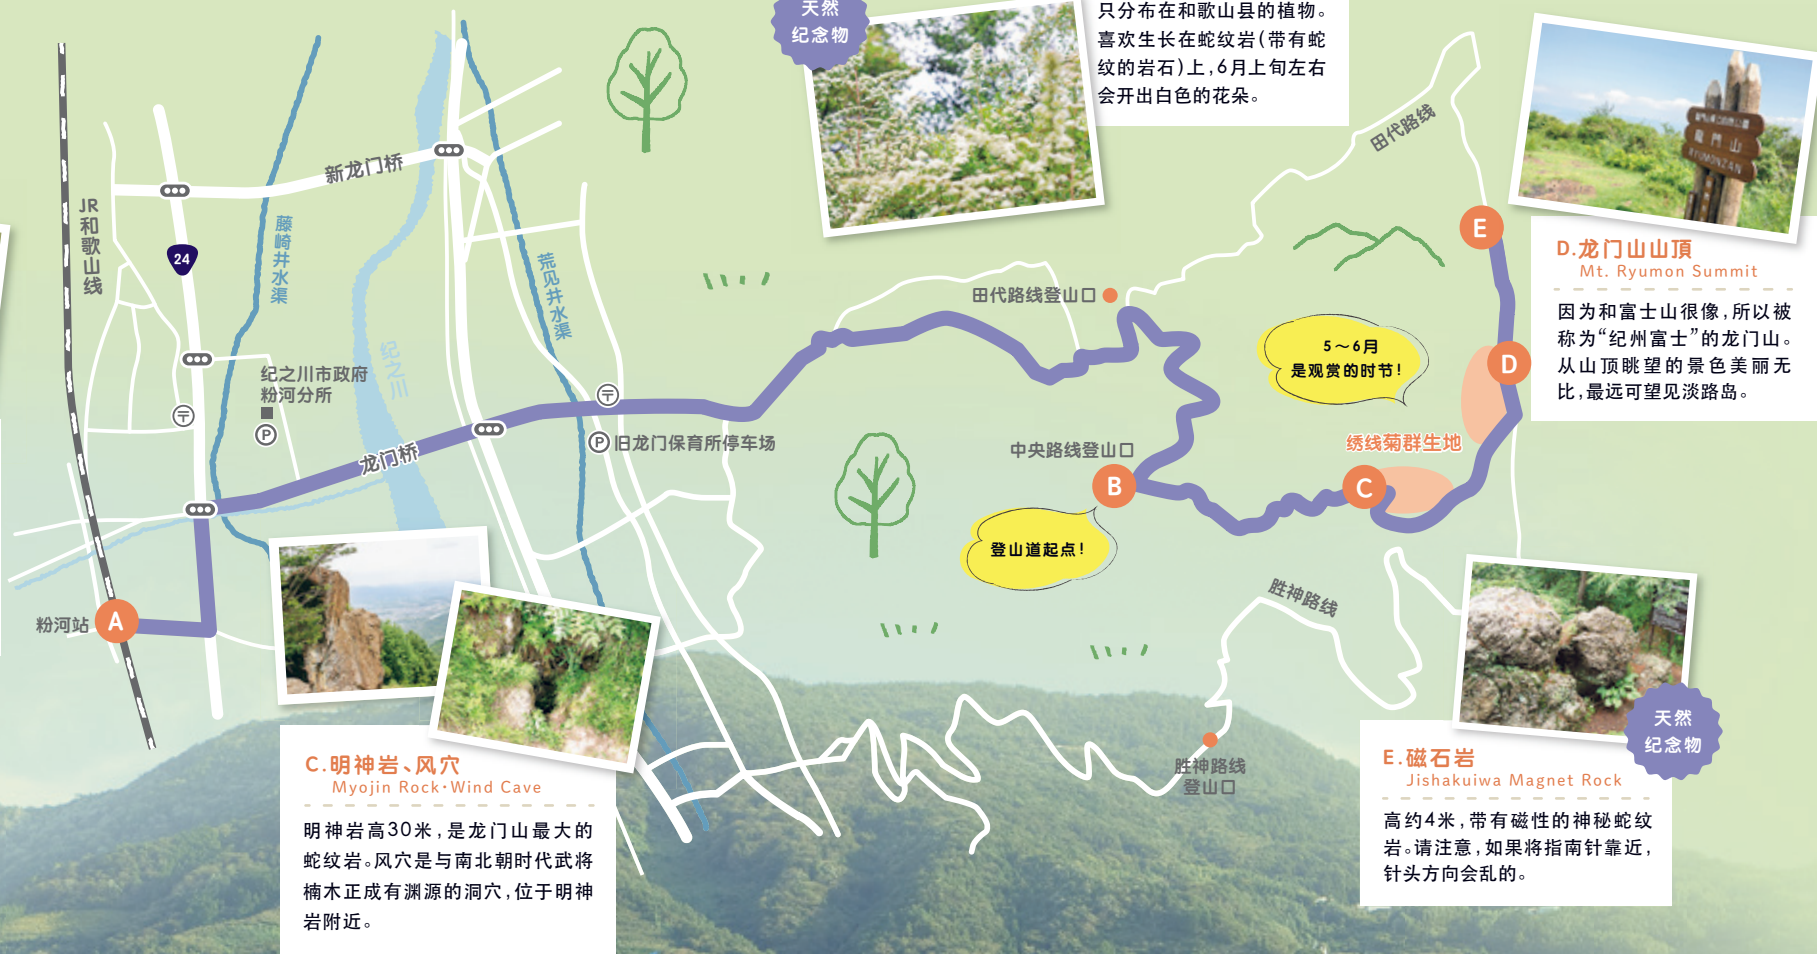 天然
纪念物
只分布在和歌山县的植物。
喜欢生长在蛇纹岩(带有蛇
纹的岩石)上,6月上旬左右
会开出白色的花朵。
田代路线
龍門山
RYUMONZAN
D.龙门山山頂
Mt. Ryumon Summit
因为和富士山很像,所以被
称为“纪州富士”的龙门山。
从山顶眺望的景色美丽无
比,最远可望见淡路岛。
JR和歌山线
24
藤崎井水渠
新龙门桥
荒见井水渠
纪之川
纪之川市政府
粉河分所
〒
P
〒
P 旧龙门保育所停车场
龙门桥
田代路线登山口
5～6月
是观赏的时节!
E
D
绣线菊群生地
中央路线登山口
B
C
登山道起点!
粉河站
A
胜神路线
胜神路线
登山口
C.明神岩、风穴
Myojin Rock･Wind Cave
明神岩高30米,是龙门山最大的
蛇纹岩。风穴是与南北朝时代武将
楠木正成有渊源的洞穴,位于明神
岩附近。
天然
纪念物
E.磁石岩
Jishakuiwa Magnet Rock
高约4米,带有磁性的神秘蛇纹
岩。请注意,如果将指南针靠近,
针头方向会乱的。